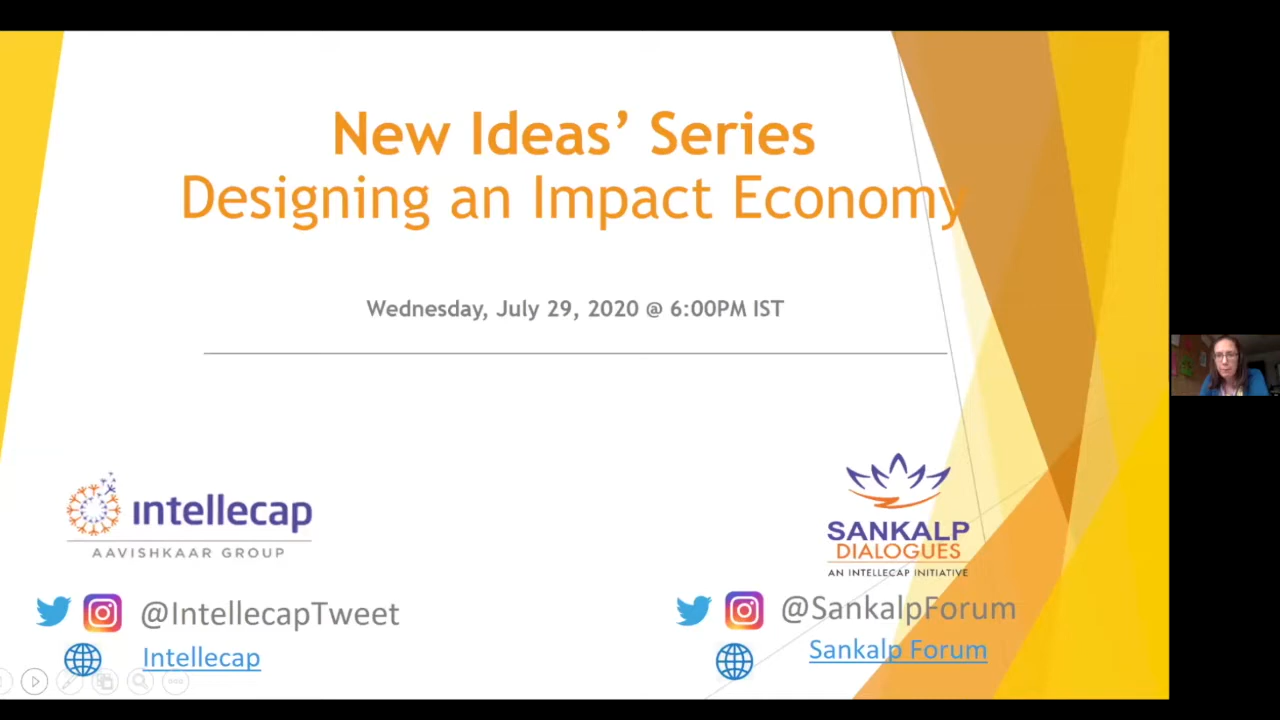 New Ideas’ Series
Designing an Impact Economy
Wednesday, July 29, 2020 @ 6:00PM IST
intellecap
AAVISHKAAR GROUP
SANKALP
DIALOGUES
AN INTELLECAP INITIATIVE
@IntellecapTweet
@SankalpForum
Intellecap
Sankalp Forum